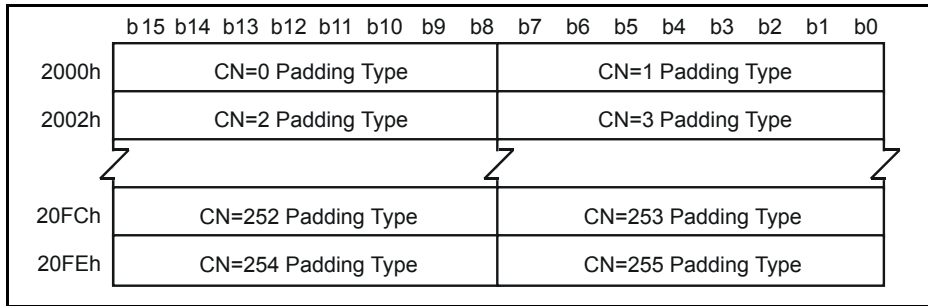 b15 b14 b13 b12 b11 b10 b9 b8 b7 b6 b5 b4 b3 b2 b1 b0
2000h CN=0 Padding Type CN=1 Padding Type
2002h CN=2 Padding Type CN=3 Padding Type
20FCh CN=252 Padding Type CN=253 Padding Type
20FEh CN=254 Padding Type CN=255 Padding Type